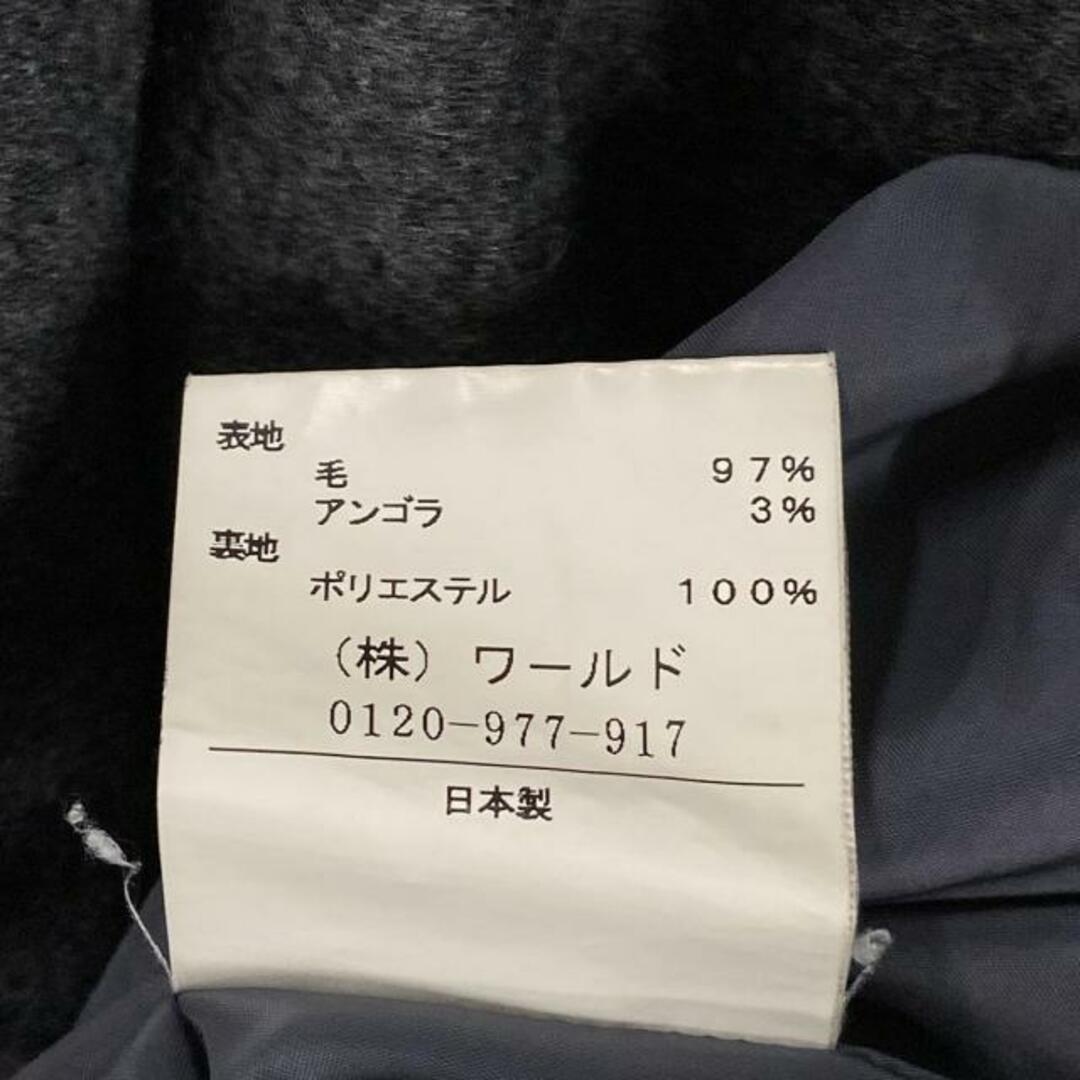 表地
毛 97%
アンゴラ 3%
裏地
ポリエステル 100%
（株）ワールド
0120-977-917
日本製